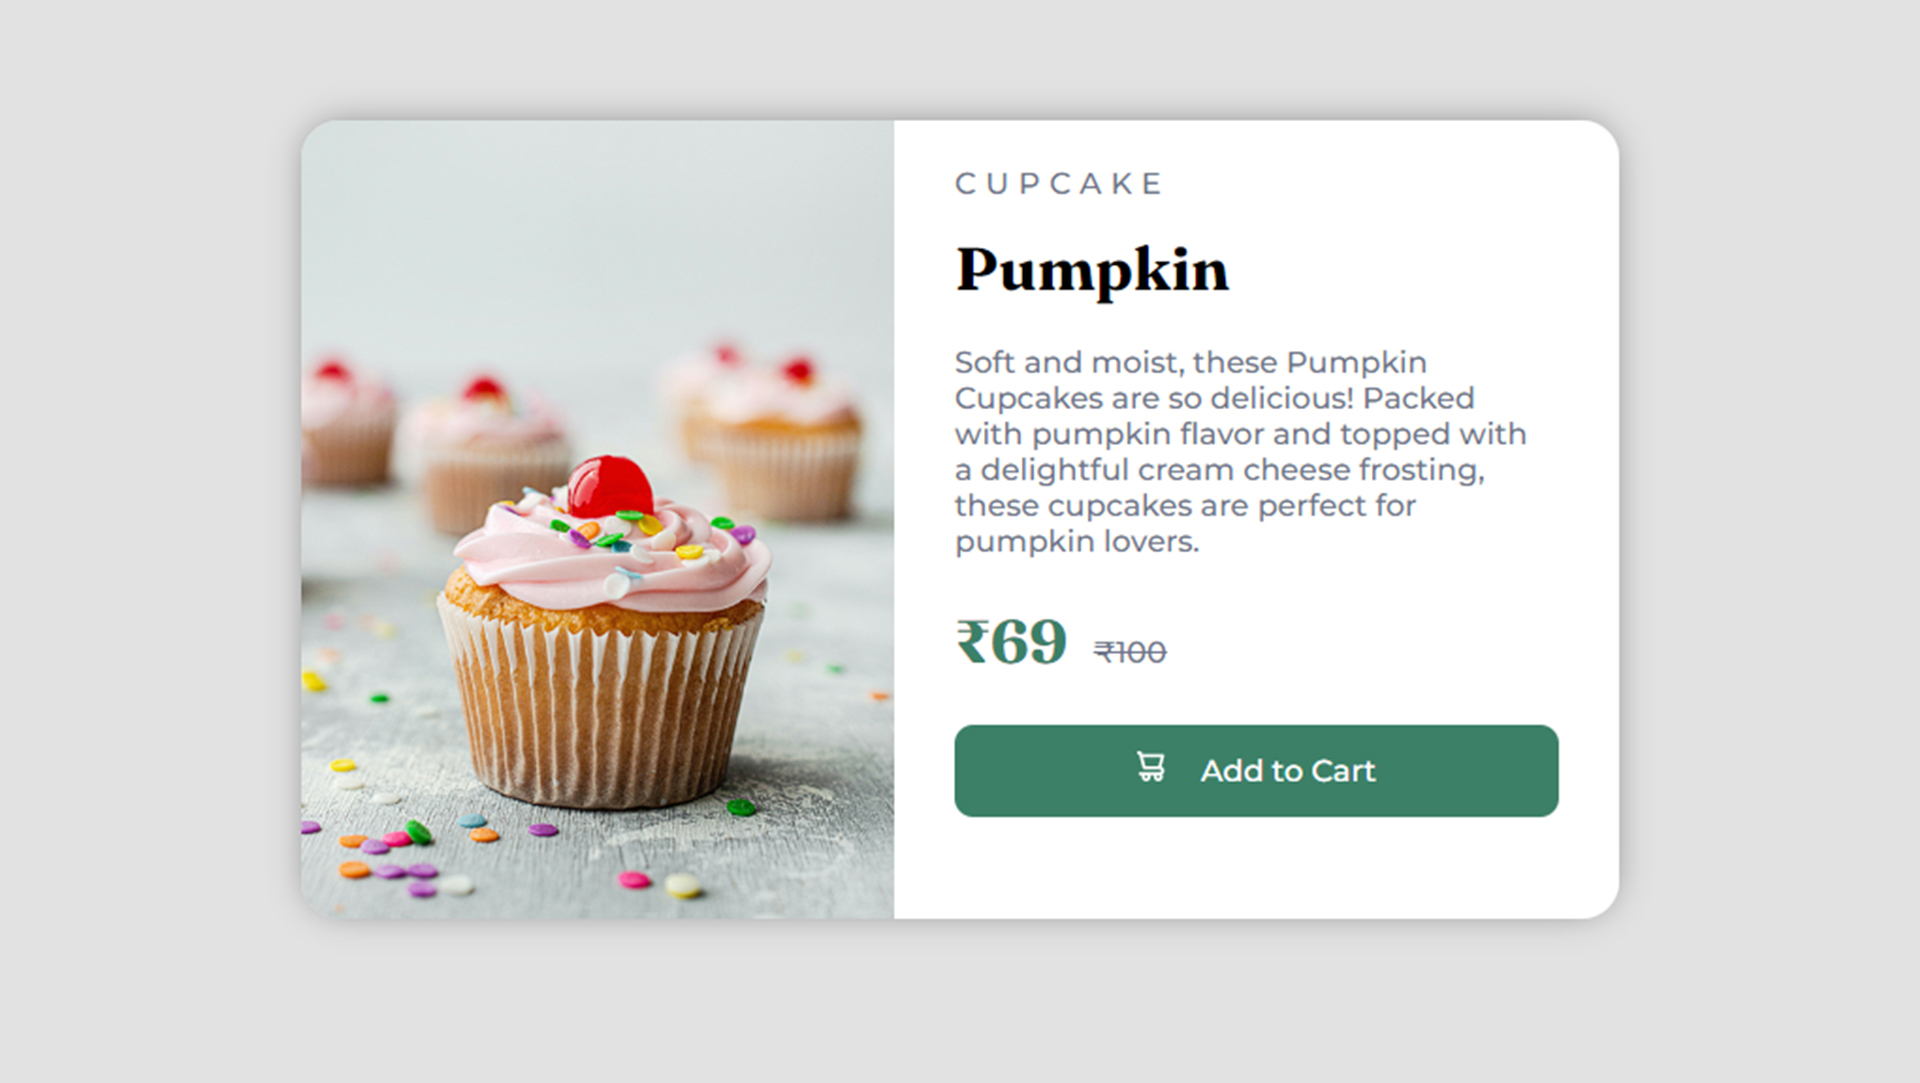 CUPCAKE
Pumpkin
Soft and moist, these Pumpkin
Cupcakes are so delicious! Packed
with pumpkin flavor and topped with
a delightful cream cheese frosting,
these cupcakes are perfect for
pumpkin lovers.
₹69 ₹100
Add to Cart